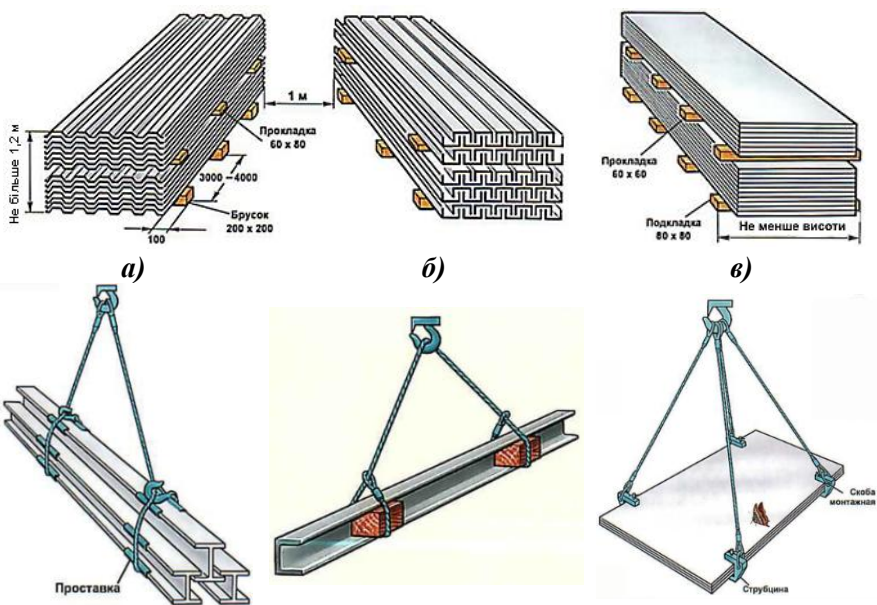 Не більше 1,2 м
1 м
Прокладка
60 х 80
3000 – 4000
Брусок
200 х 200
100
Прокладка
60 х 60
Подкладка
80 х 80
Не менше висоти
а)
б)
в)
Проставка
Скоба
монтажная
Струбцина